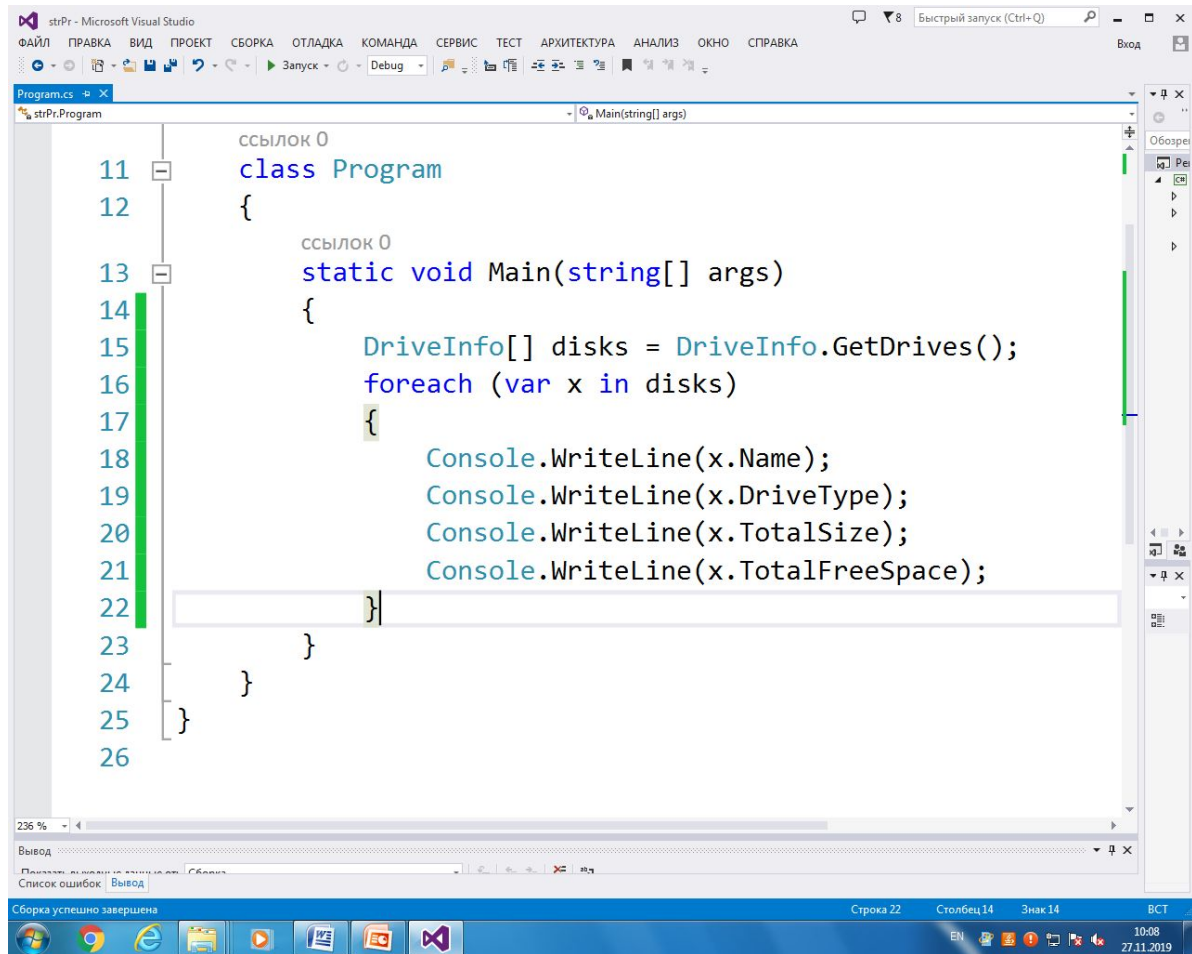 strPr - Microsoft Visual Studio
8
Быстрый запуск (Ctrl+Q)
ФАЙЛ ПРАВКА ВИД ПРОЕКТ СБОРКА ОТЛАДКА КОМАНДА СЕРВИС ТЕСТ АРХИТЕКТУРА АНАЛИЗ ОКНО СПРАВКА
Вход
Запуск Debug
Program.cs
strPr.Program
Main(string[] args)
ссылок 0
11 class Program
12 {
ссылок 0
13 static void Main(string[] args)
14 {
15 DriveInfo[] disks = DriveInfo.GetDrives();
16 foreach (var x in disks)
17 {
18 Console.WriteLine(x.Name);
19 Console.WriteLine(x.DriveType);
20 Console.WriteLine(x.TotalSize);
21 Console.WriteLine(x.TotalFreeSpace);
22 }
23 }
24 }
25 }
26
236 %
Вывод
Список ошибок Вывод
Сборка успешно завершена
Строка 22 Столбец 14 Знак 14 ВСТ
EN
10:08
27.11.2019